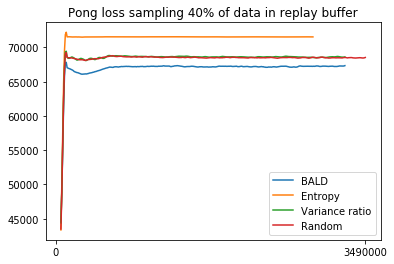 Pong loss sampling 40% of data in replay buffer
70000
65000
60000
55000
50000
45000
BALD
Entropy
Variance ratio
Random
0
3490000